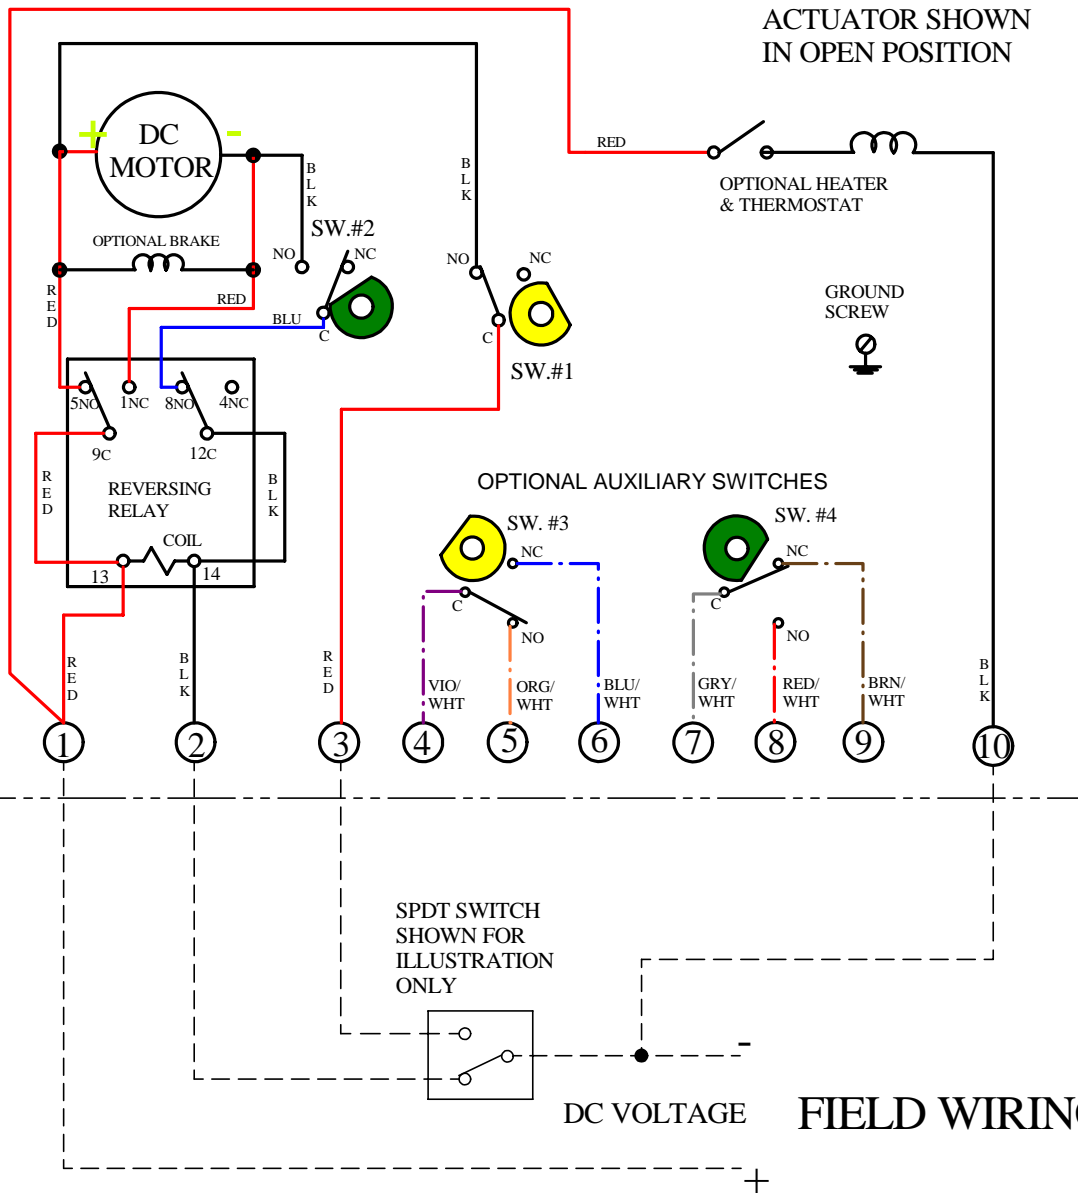 ACTUATOR SHOWN
IN OPEN POSITION
+
-
DC
MOTOR
BLK
BLK
RED
OPTIONAL HEATER
& THERMOSTAT
OPTIONAL BRAKE
SW.#2
NO
NC
NO
NC
RED
RED
BLU
C
C
SW.#1
GROUND
SCREW
5NO
1NC
8NO
4NC
9C
12C
RED
REVERSING
RELAY
BLK
COIL
13
14
OPTIONAL AUXILIARY SWITCHES
SW. #3
NC
C
NO
SW. #4
NC
C
NO
RED
BLK
RED
VIO/
WHT
ORG/
WHT
BLU/
WHT
GRY/
WHT
RED/
WHT
BRN/
WHT
BLK
1
2
3
4
5
6
7
8
9
10
SPDT SWITCH
SHOWN FOR
ILLUSTRATION
ONLY
-
DC VOLTAGE
FIELD WIRING
+